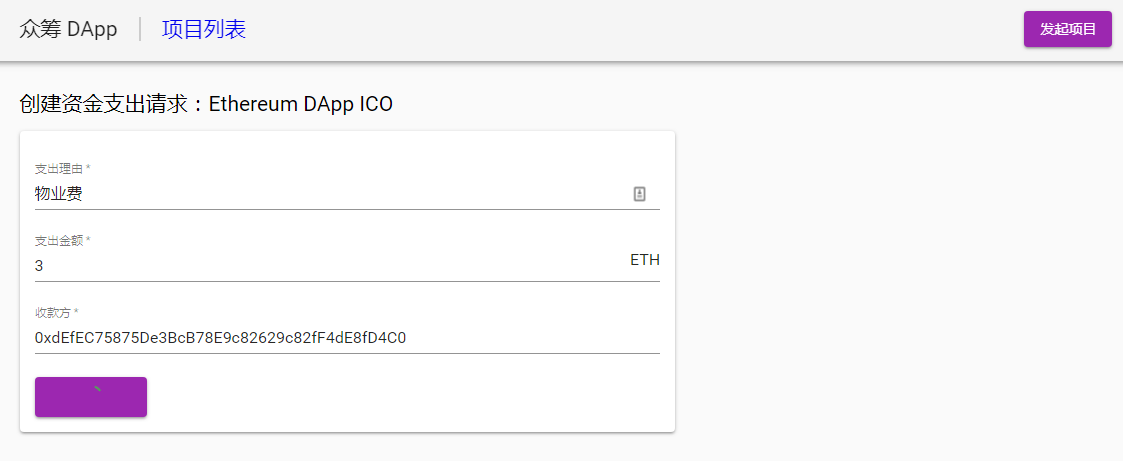 众筹 DApp 项目列表 发起项目
创建资金支出请求：Ethereum DApp ICO
支出理由 *
物业费
支出金额 *
3 ETH
收款方 *
0xdEfEC75875De3BcB78E9c82629c82fF4dE8fD4C0